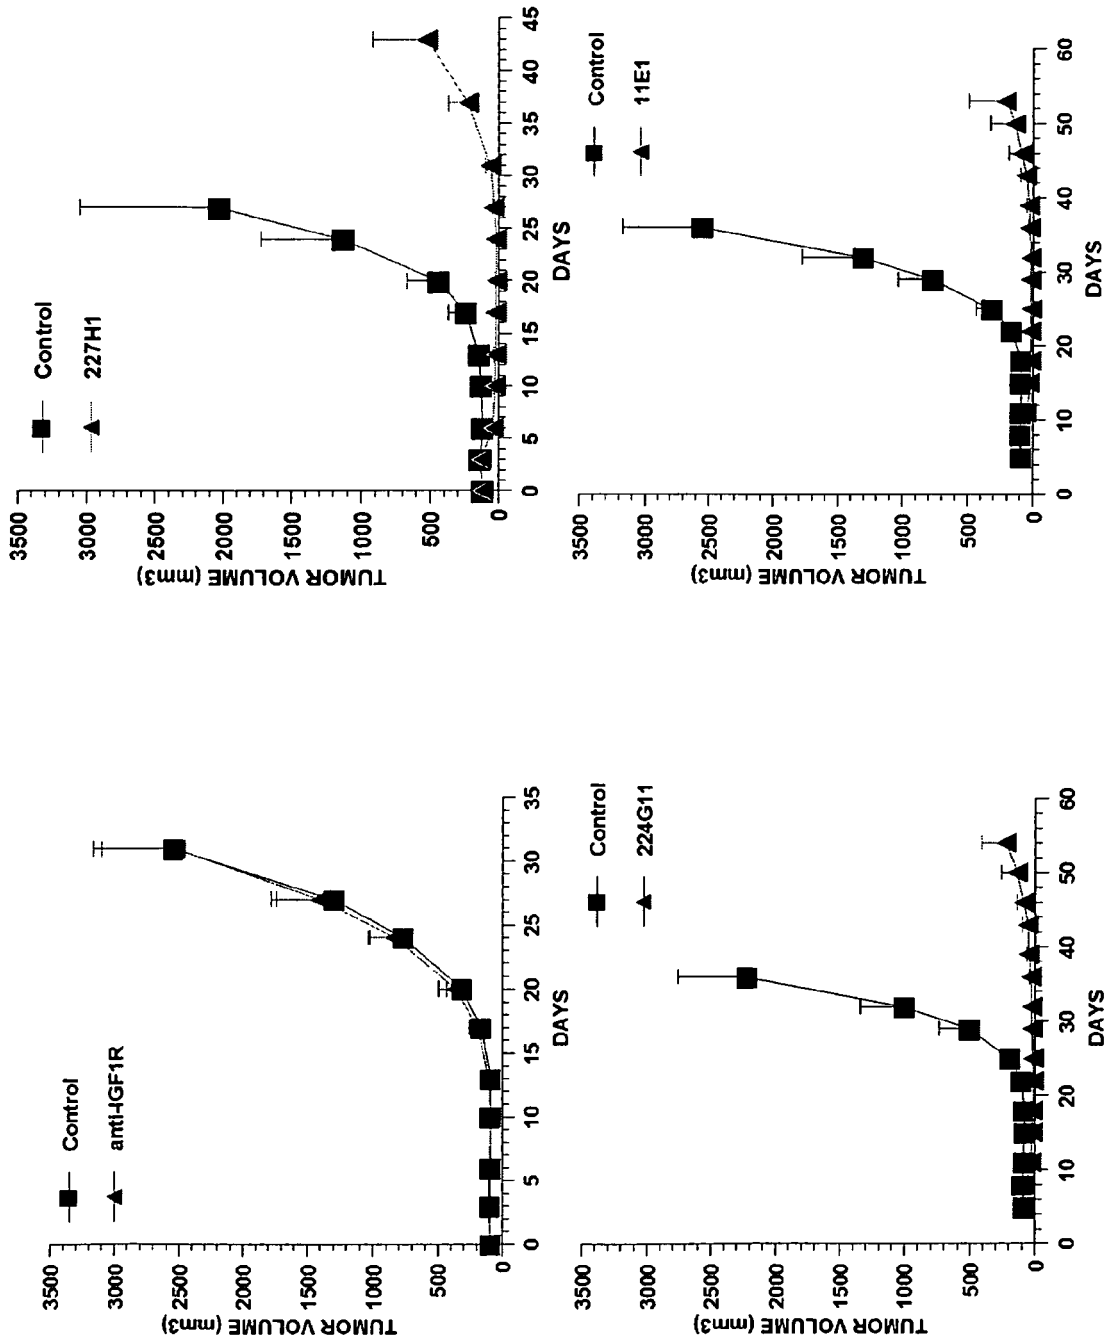 Control
anti-IGF1R
TUMOR VOLUME (mm3)
3500
3000
2500
2000
1500
1000
500
0
0 5 10 15 20 25 30 35
DAYS
Control
227H1
TUMOR VOLUME (mm3)
3500
3000
2500
2000
1500
1000
500
0
0 5 10 15 20 25 30 35 40 45
DAYS
Control
224G11
TUMOR VOLUME (mm3)
3500
3000
2500
2000
1500
1000
500
0
0 10 20 30 40 50 60
DAYS
Control
11E1
TUMOR VOLUME (mm3)
3500
3000
2500
2000
1500
1000
500
0
0 10 20 30 40 50 60
DAYS